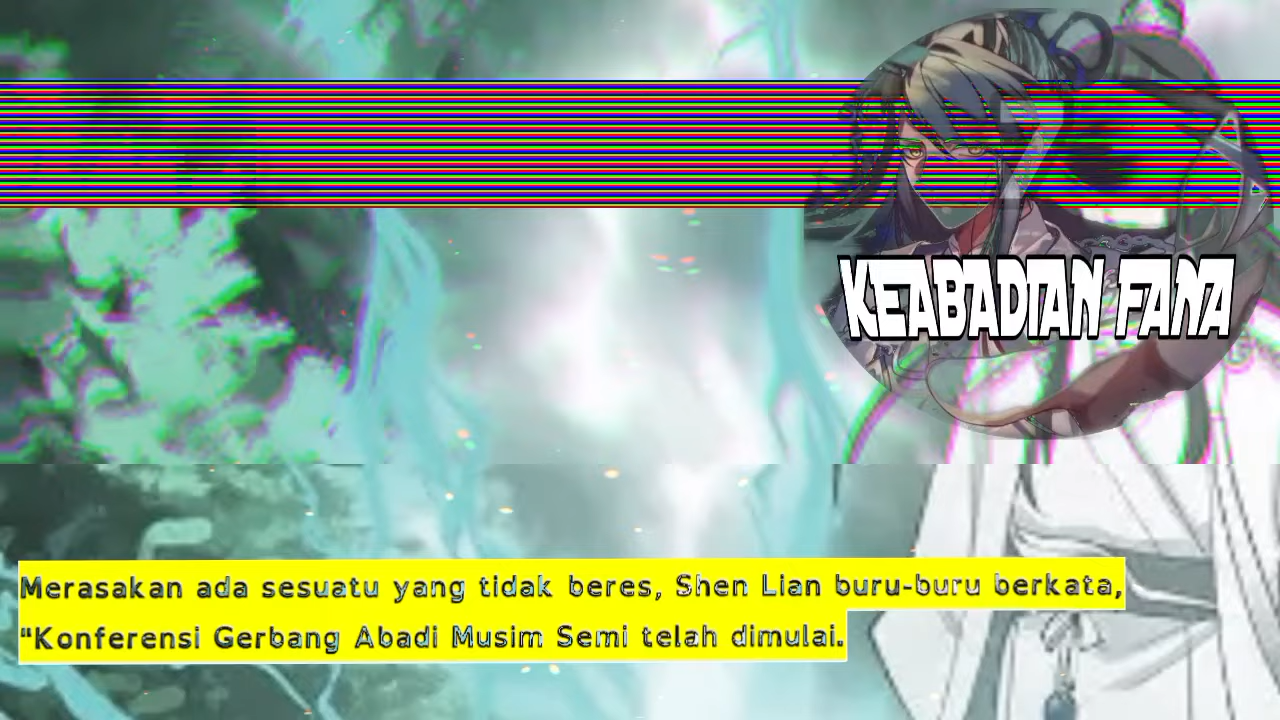 KEABADIAN FANA
Merasakan ada sesuatu yang tidak beres, Shen Lian buru-buru berkata,
"Konferensi Gerbang Abadi Musim Semi telah dimulai.